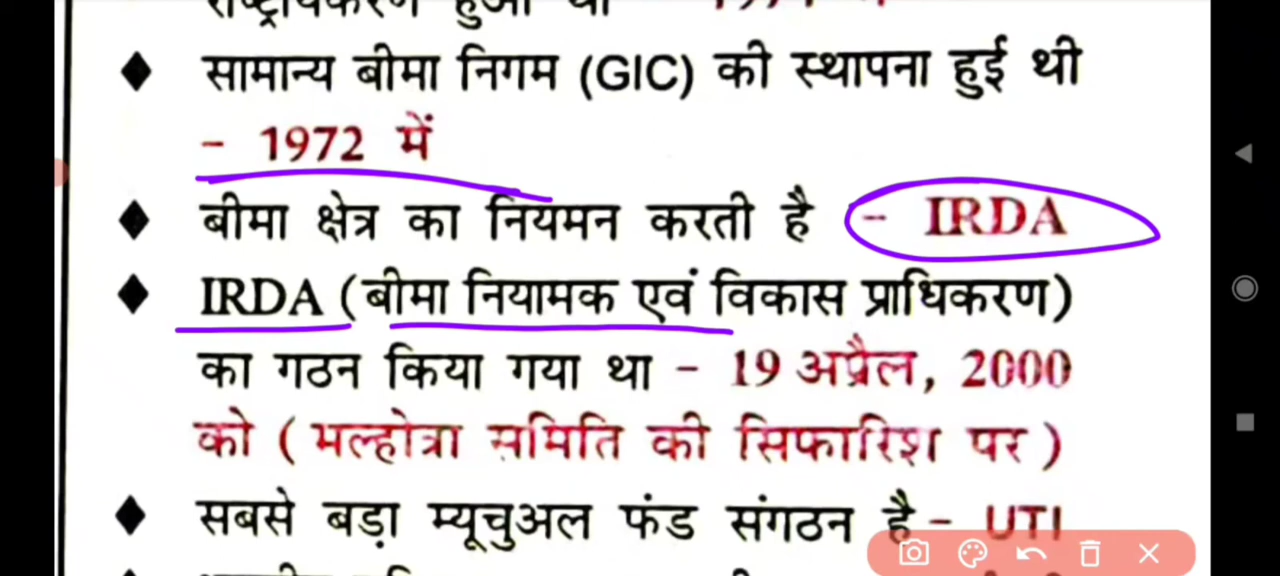 ♦ सामान्य बीमा निगम (GIC) की स्थापना हुई थी
- 1972 में
♦ बीमा क्षेत्र का नियमन करती है - IRDA
♦ IRDA (बीमा नियामक एवं विकास प्राधिकरण)
का गठन किया गया था - 19 अप्रैल, 2000
को (मल्होत्रा समिति की सिफारिश पर)
♦ सबसे बड़ा म्यूचुअल फंड संगठन है - UTI